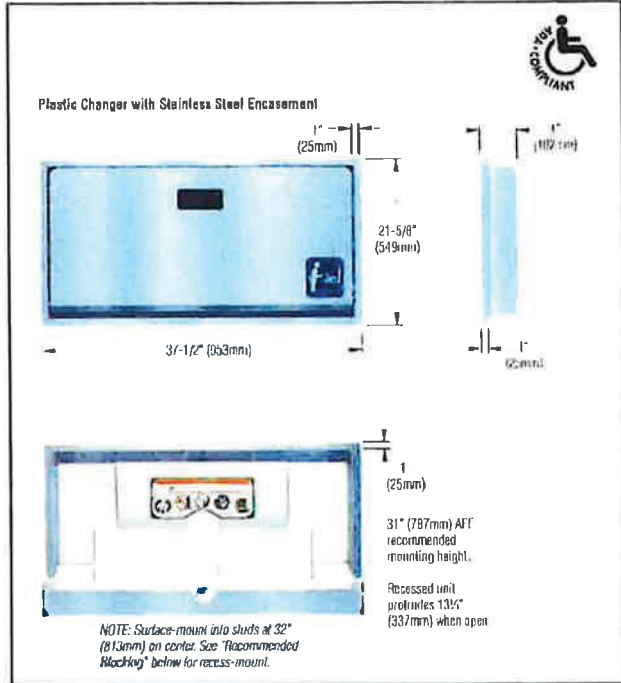 ADA • COMPLIANT
Plastic Changer with Stainless Steel Encasement
1"
(25mm)
21-5/8"
(549mm)
37-1/2" (953mm)
1"
1
(25mm)
31" (787mm) AFF
recommended
mounting height.
Recessed unit
protrudes 13¼"
(337mm) when open
NOTE: Surface-mount into studs at 32"
(813mm) on center. See "Recommended
Blocking" below for recess-mount.